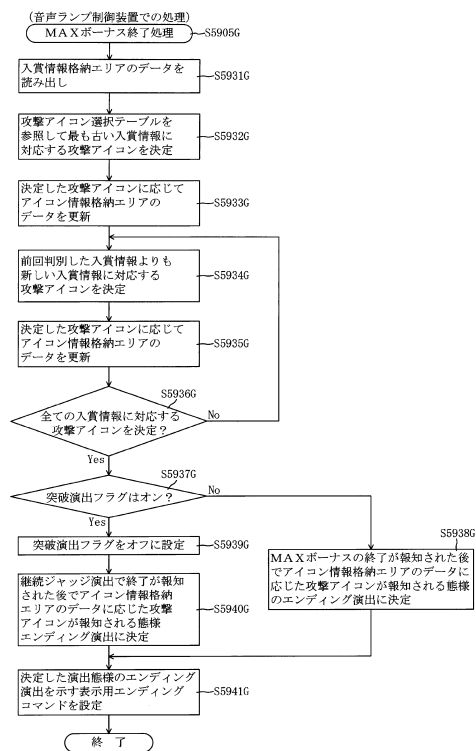 (音声ランプ制御装置での処理)
MAXボーナス終了処理
S5905G
入賞情報格納エリアのデータを
読み出し
S5931G
攻撃アイコン選択テーブルを
参照して最も古い入賞情報に
対応する攻撃アイコンを決定
S5932G
決定した攻撃アイコンに応じて
アイコン情報格納エリアの
データを更新
S5933G
前回判別した入賞情報よりも
新しい入賞情報に対応する
攻撃アイコンを決定
S5934G
決定した攻撃アイコンに応じて
アイコン情報格納エリアの
データを更新
S5935G
S5936G
全ての入賞情報に対応する
攻撃アイコンを決定?
No
Yes
S5937G
突破演出フラグはオン?
No
Yes
S5938G
突破演出フラグをオフに設定
S5939G
MAXボーナスの終了が報知された後
でアイコン情報格納エリアのデータに
応じた攻撃アイコンが報知される態様
のエンディング演出に決定
継続ジャッジ演出で終了が報知
された後でアイコン情報格納
エリアのデータに応じた攻撃
アイコンが報知される態様
エンディング演出に決定
S5940G
決定した演出態様のエンディング
演出を示す表示用エンディング
コマンドを設定
S5941G
終了